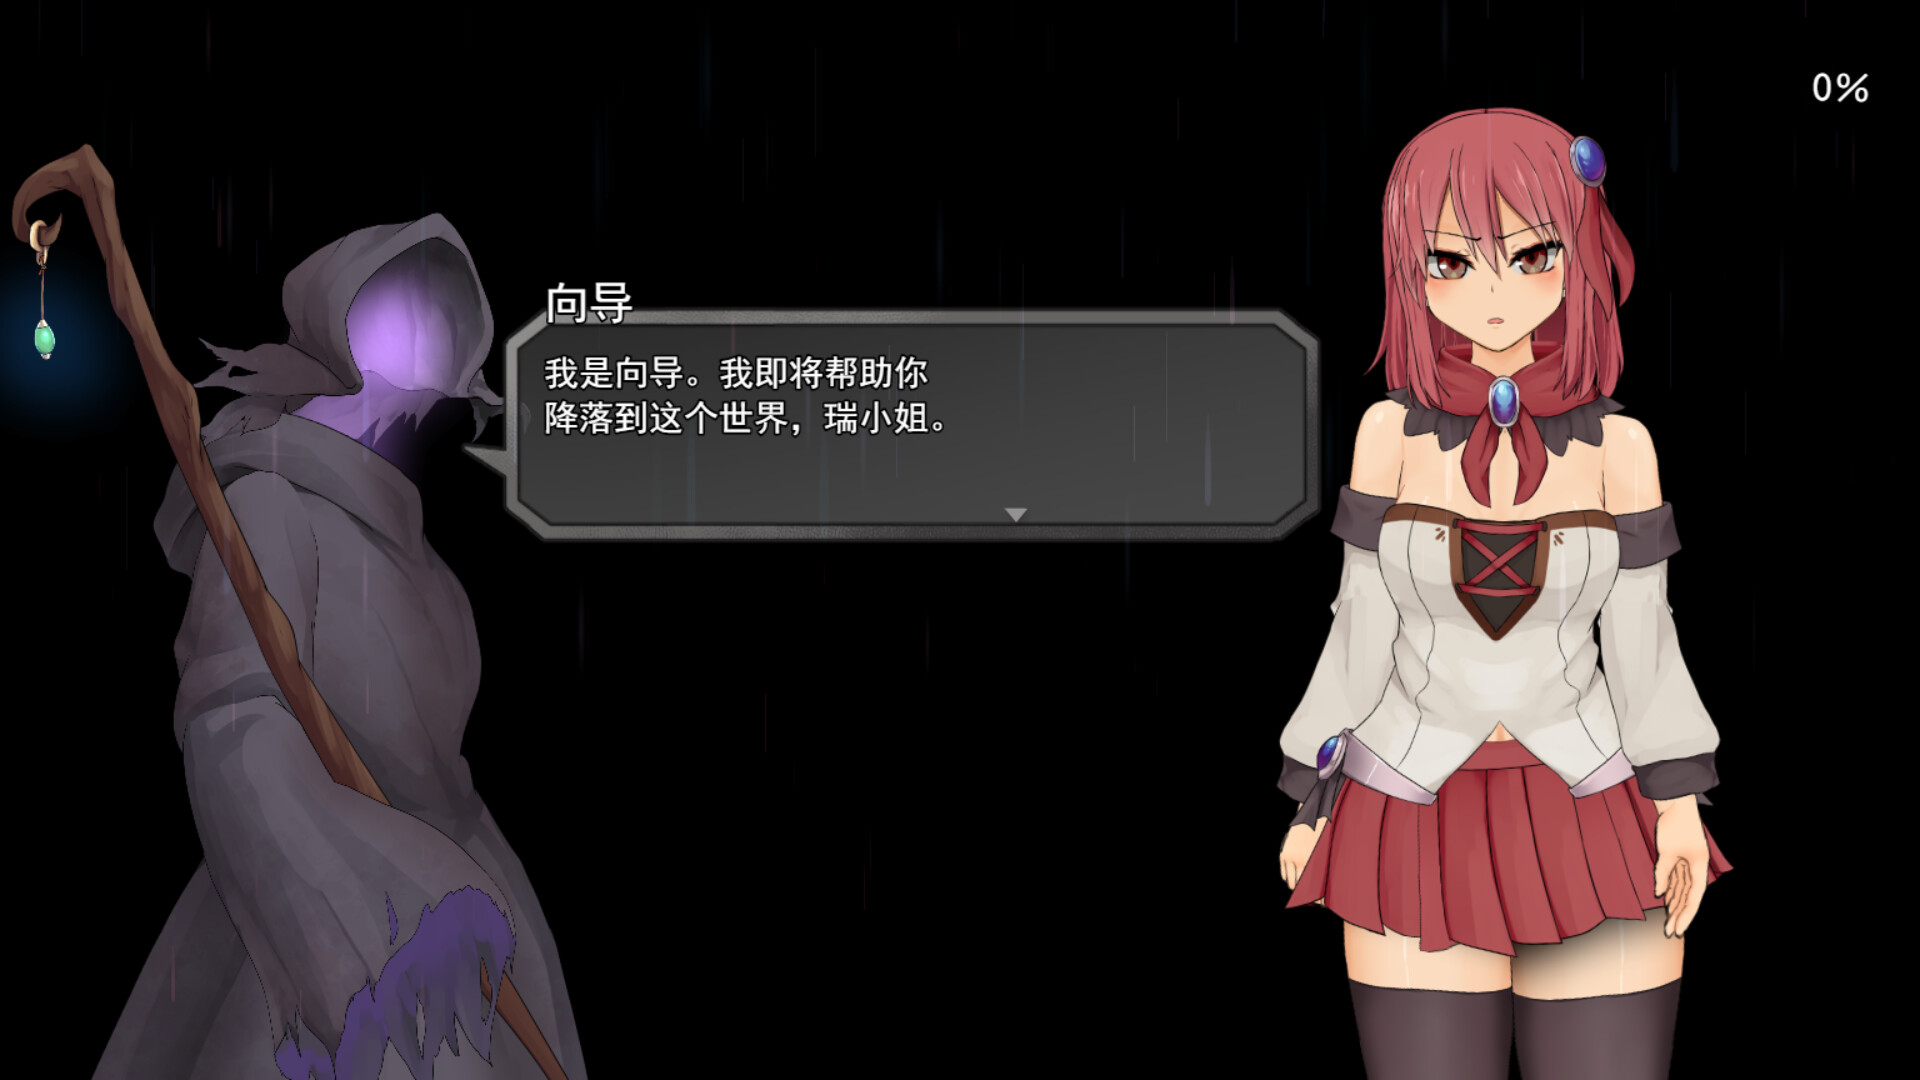 0%
向导
我是向导。我即将帮助你
降落到这个世界，瑞小姐。